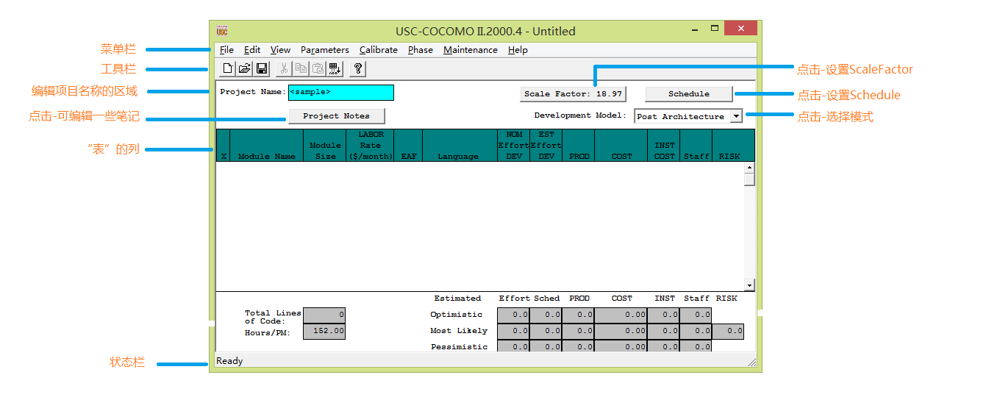 USC-COCOMO II.2000.4 - Untitled
菜单栏
File Edit View Parameters Calibrate Phase Maintenance Help
工具栏
点击-设置ScaleFactor
编辑项目名称的区域
Project Name: <sample>
Scale Factor: 18.97
Schedule
点击-设置Schedule
点击-可编辑一些笔记
Project Notes
Development Model: Post Architecture
点击-选择模式
“表”的列
X
Module Name
Module
Size
LABOR
Rate
($/month)
EAF
Language
NOM
Effort
DEV
EST
Effort
DEV
PROD
COST
INST
COST
Staff
RISK
Estimated Effort Sched PROD COST INST Staff RISK
Total Lines
of Code:
0
Optimistic 0.0 0.0 0.0 0.00 0.0 0.0
Hours/PM: 152.00
Most Likely 0.0 0.0 0.0 0.00 0.0 0.0 0.0
Pessimistic 0.0 0.0 0.0 0.00 0.0 0.0
状态栏
Ready